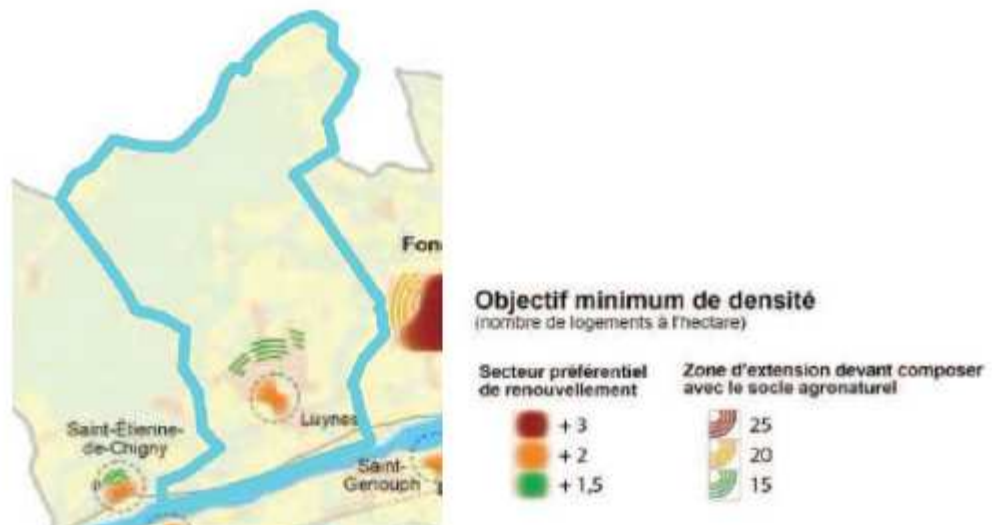 Fon
Luynes
Saint-Étienne-
de-Chigny
Saint-
Genouph
Objectif minimum de densité
(nombre de logements à l'hectare)
Secteur préférentiel
de renouvellement
+ 3
+ 2
+ 1,5
Zone d'extension devant composer
avec le socle agronaturel
25
20
15